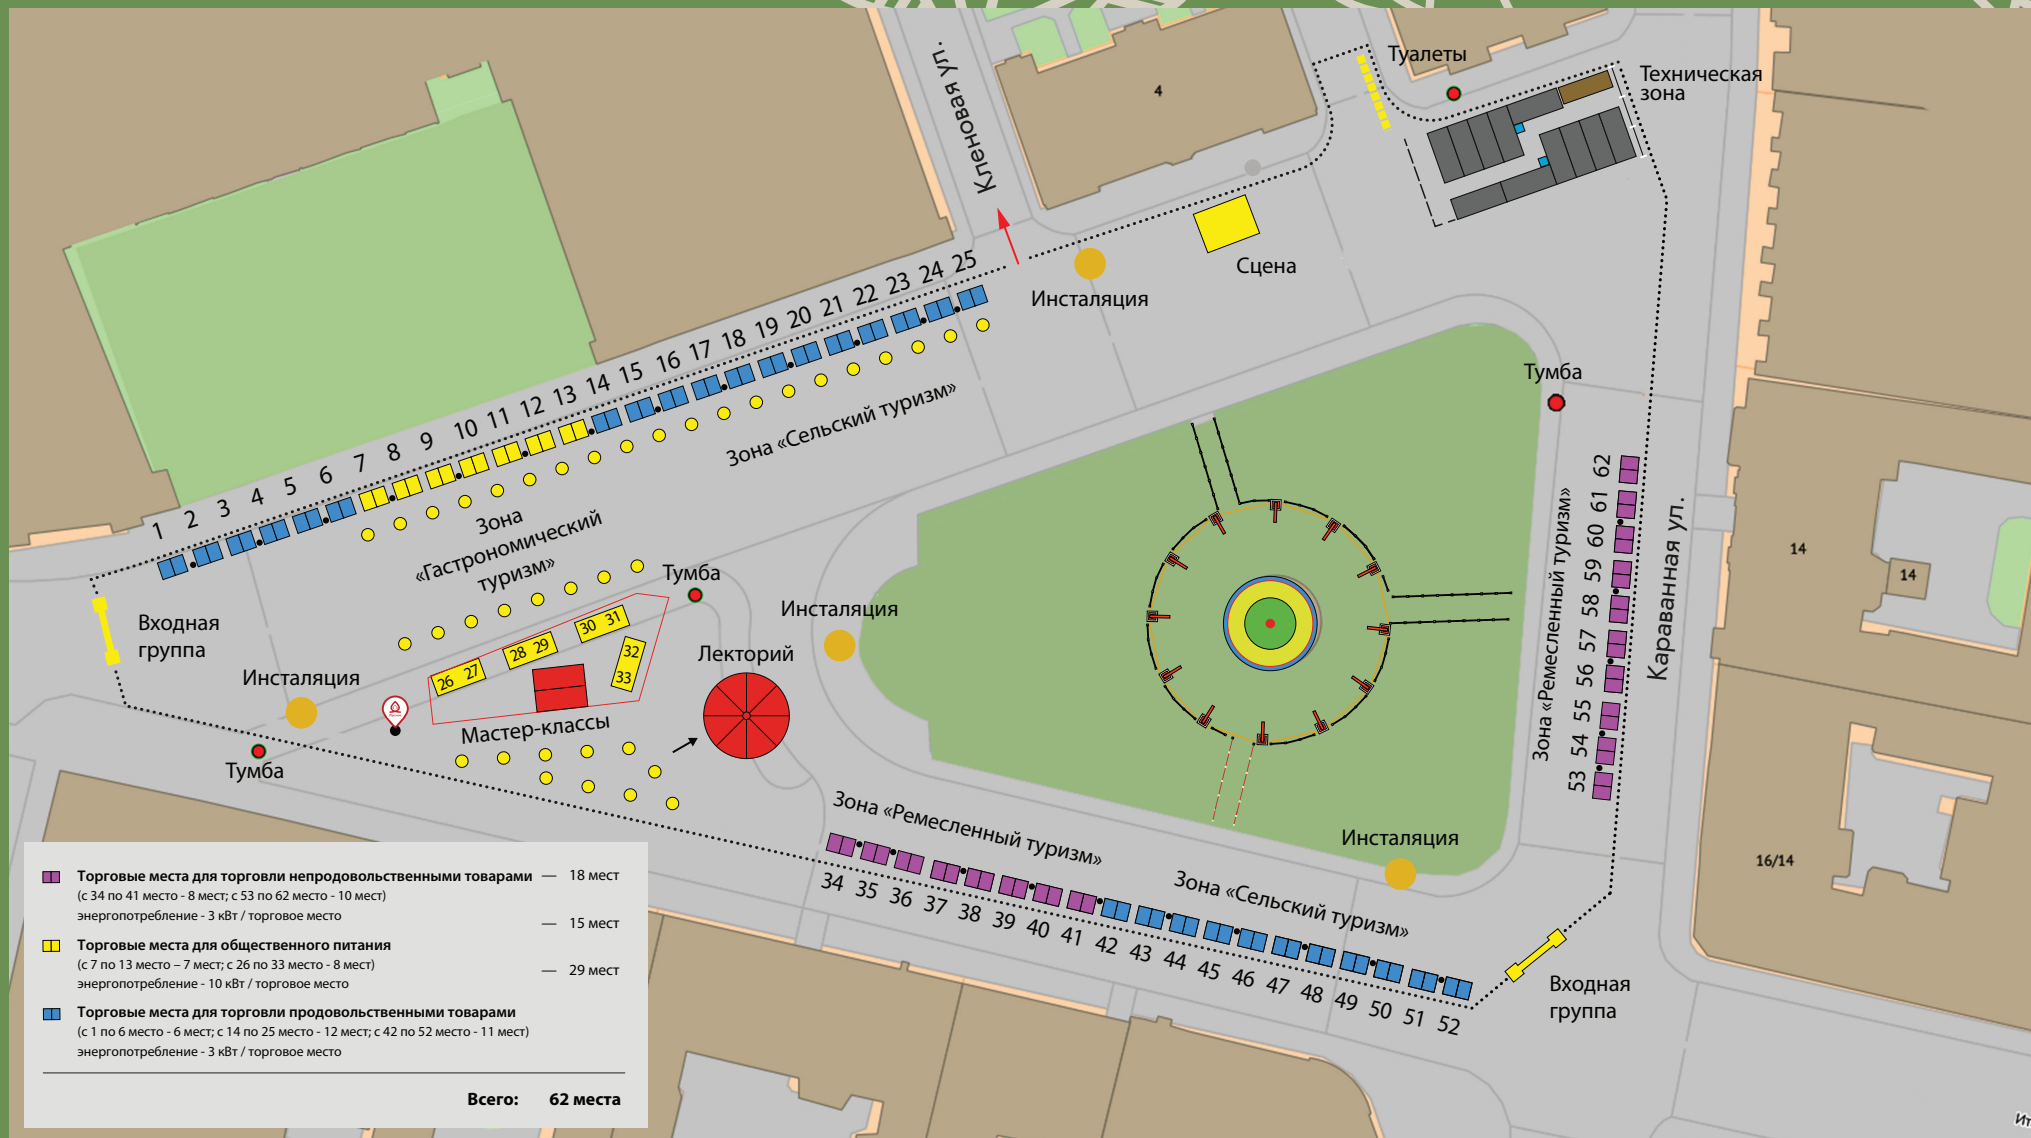 Кленовая ул.
4
Туалеты
Техническая
зона
Сцена
Инсталяция
1 2 3 4 5 6 7 8 9 10 11 12 13 14 15 16 17 18 19 20 21 22 23 24 25
Зона «Сельский туризм»
Зона
«Гастрономический
туризм»
Тумба
Входная
группа
Инсталяция
Тумба
26 27
28 29
30 31
32
33
Мастер-классы
Тумба
Лекторий
Инсталяция
62
61
60
59
58
57
56
55
54
53
Зона «Ремесленный туризм»
Караванная ул.
14
14
16/14
Инсталяция
Зона «Ремесленный туризм»
Зона «Сельский туризм»
34 35 36 37 38 39 40 41 42 43 44 45 46 47 48 49 50 51 52
Входная
группа
Торговые места для торговли непродовольственными товарами — 18 мест
(с 34 по 41 место - 8 мест; с 53 по 62 место - 10 мест)
энергопотребление - 3 кВт / торговое место
— 15 мест
Торговые места для общественного питания
(с 7 по 13 место – 7 мест; с 26 по 33 место - 8 мест)
— 29 мест
энергопотребление - 10 кВт / торговое место
Торговые места для торговли продовольственными товарами
(с 1 по 6 место - 6 мест; с 14 по 25 место - 12 мест; с 42 по 52 место - 11 мест)
энергопотребление - 3 кВт / торговое место
Всего: 62 места